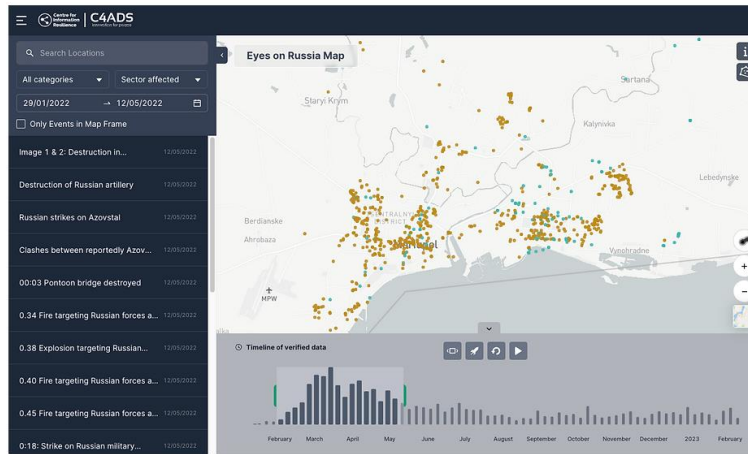 Centre for
Information
Resilience
C4ADS
innovation for peace
Search Locations
All categories
Sector affected
29/01/2022 → 12/05/2022
Only Events in Map Frame
Image 1 & 2: Destruction in... 12/05/2022
Destruction of Russian artillery 12/05/2022
Russian strikes on Azovstal 12/05/2022
Clashes between reportedly Azov... 12/05/2022
00:03 Pontoon bridge destroyed 12/05/2022
0.34 Fire targeting Russian forces a... 12/05/2022
0.38 Explosion targeting Russian... 12/05/2022
0.40 Fire targeting Russian forces a... 12/05/2022
0.45 Fire targeting Russian forces a... 12/05/2022
0:18: Strike on Russian military... 12/05/2022
Eyes on Russia Map
Sartana
Staryi Krym
Kalynivka
Lebedynske
Berdianske
Ahrobaza
DISTRICT
Vynohradne
MPW
Timeline of verified data
February March April May June July August September October November December 2023 February